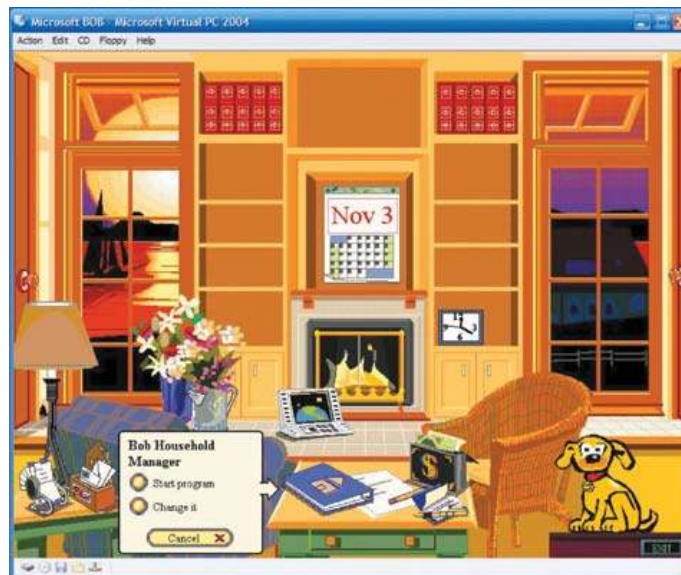 Microsoft BOB - Microsoft Virtual PC 2004
Action Edit CD Floppy Help
Nov 3
$
Bob Household
Manager
Start program
Change it
Cancel
EXIT